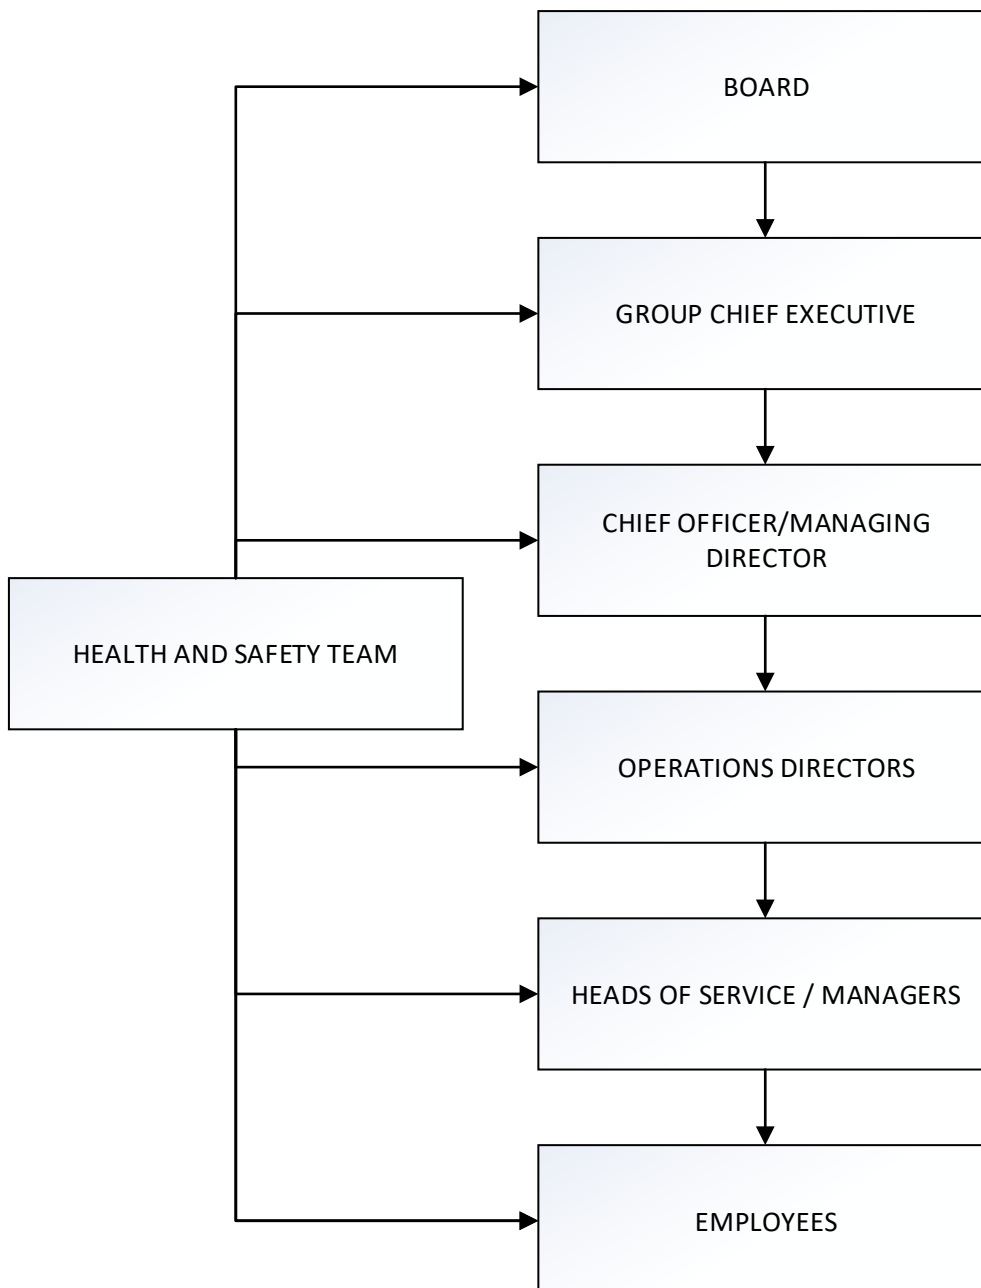 BOARD
GROUP CHIEF EXECUTIVE
CHIEF OFFICER/MANAGING
DIRECTOR
HEALTH AND SAFETY TEAM
OPERATIONS DIRECTORS
HEADS OF SERVICE / MANAGERS
EMPLOYEES